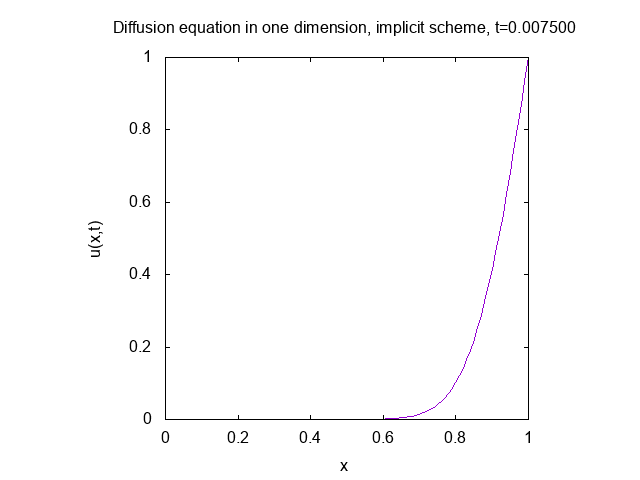 Diffusion equation in one dimension, implicit scheme, t=0.007500
1
0.8
0.6
0.4
0.2
0
u(x,t)
0 0.2 0.4 0.6 0.8 1
x